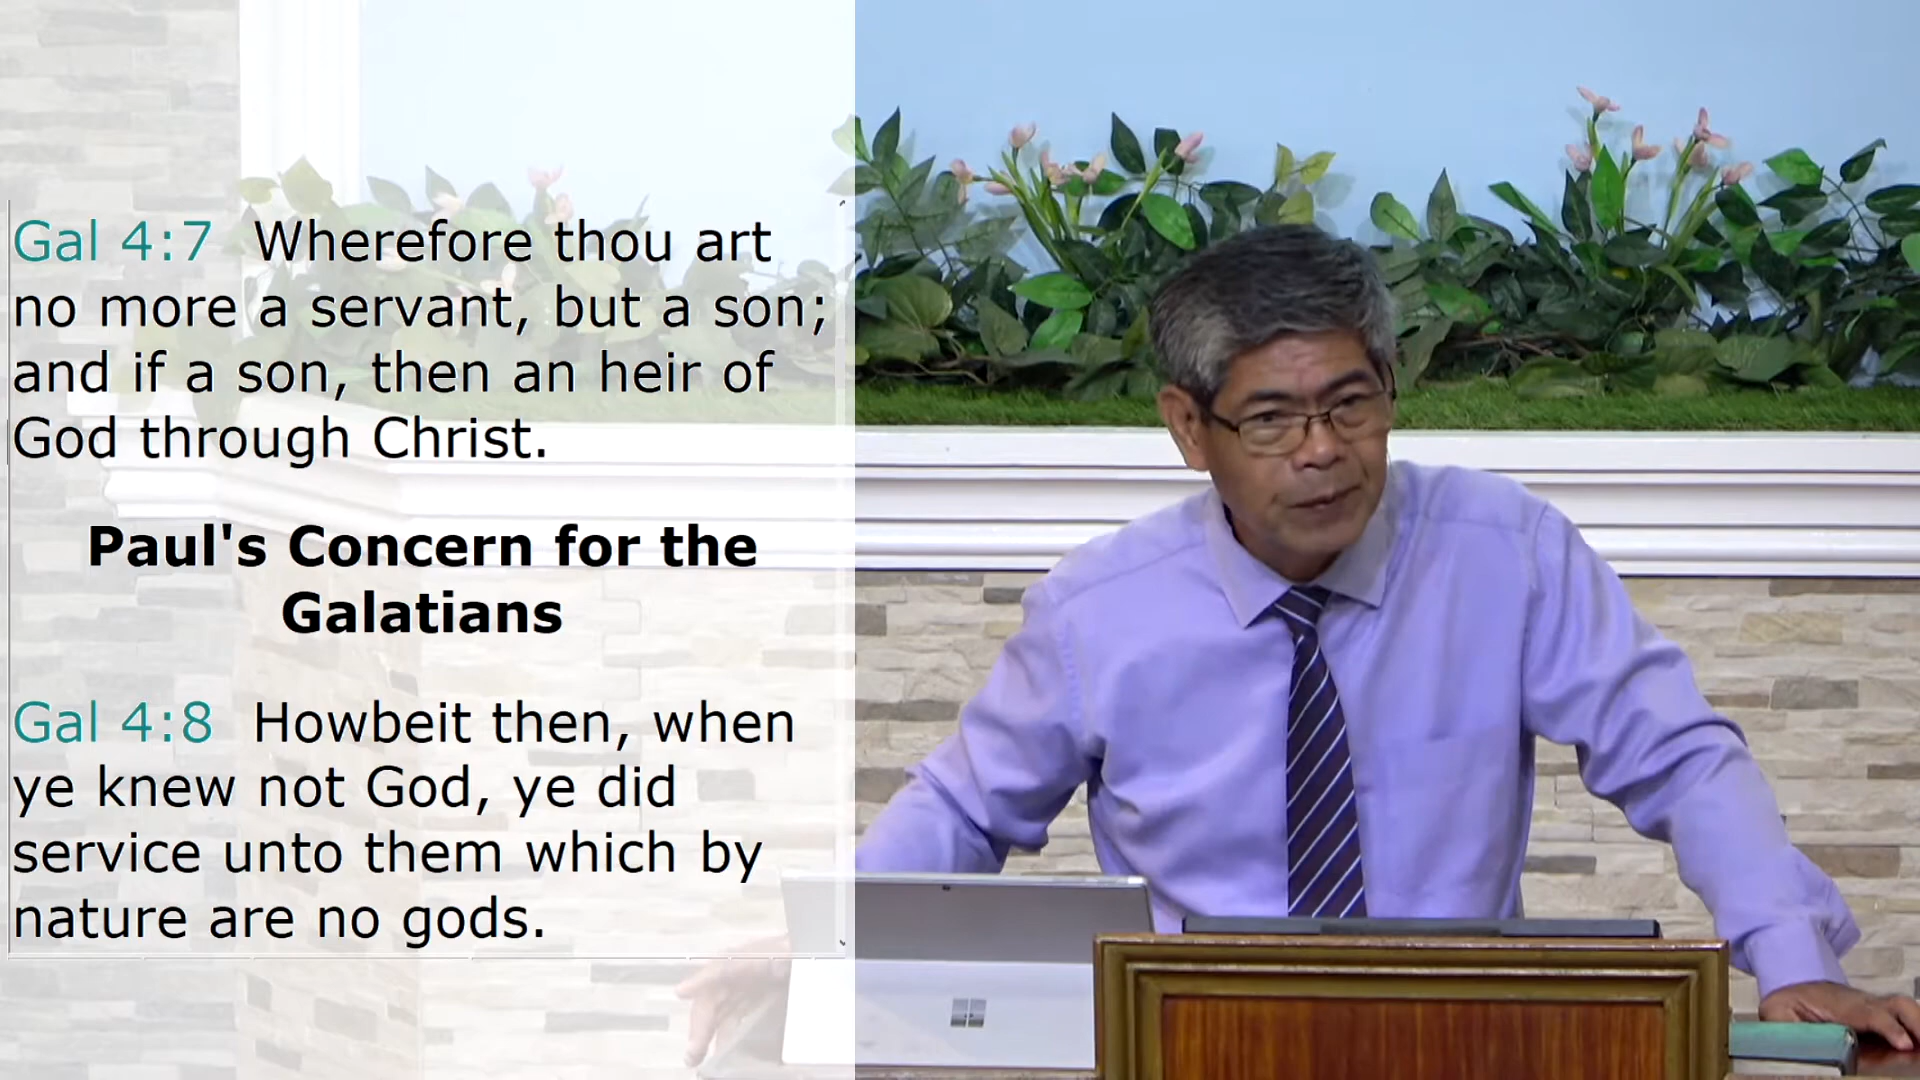 Gal 4:7  Wherefore thou art
no more a servant, but a son;
and if a son, then an heir of
God through Christ.
Paul's Concern for the
Galatians
Gal 4:8  Howbeit then, when
ye knew not God, ye did
service unto them which by
nature are no gods.